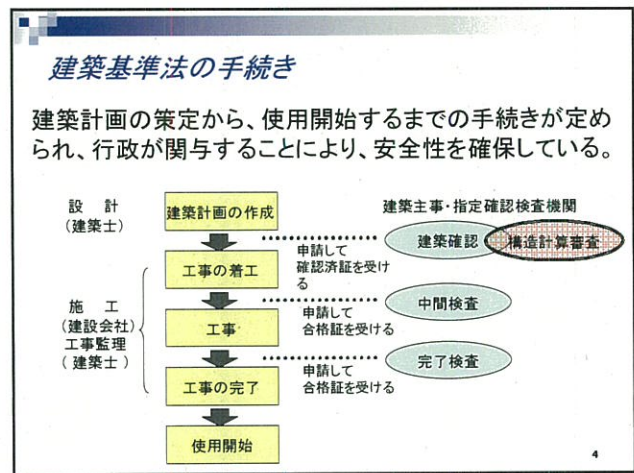 建築基準法の手続き
建築計画の策定から、使用開始するまでの手続きが定め
られ、行政が関与することにより、安全性を確保している。
設　計
(建築士)
建築計画の作成
建築主事・指定確認検査機関
建築確認
構造計算審査
申請して
確認済証を受け
る
工事の着工
施　工
(建設会社)
工事監理
(建築士)
中間検査
工事
申請して
合格証を受ける
完了検査
工事の完了
申請して
合格証を受ける
使用開始
4